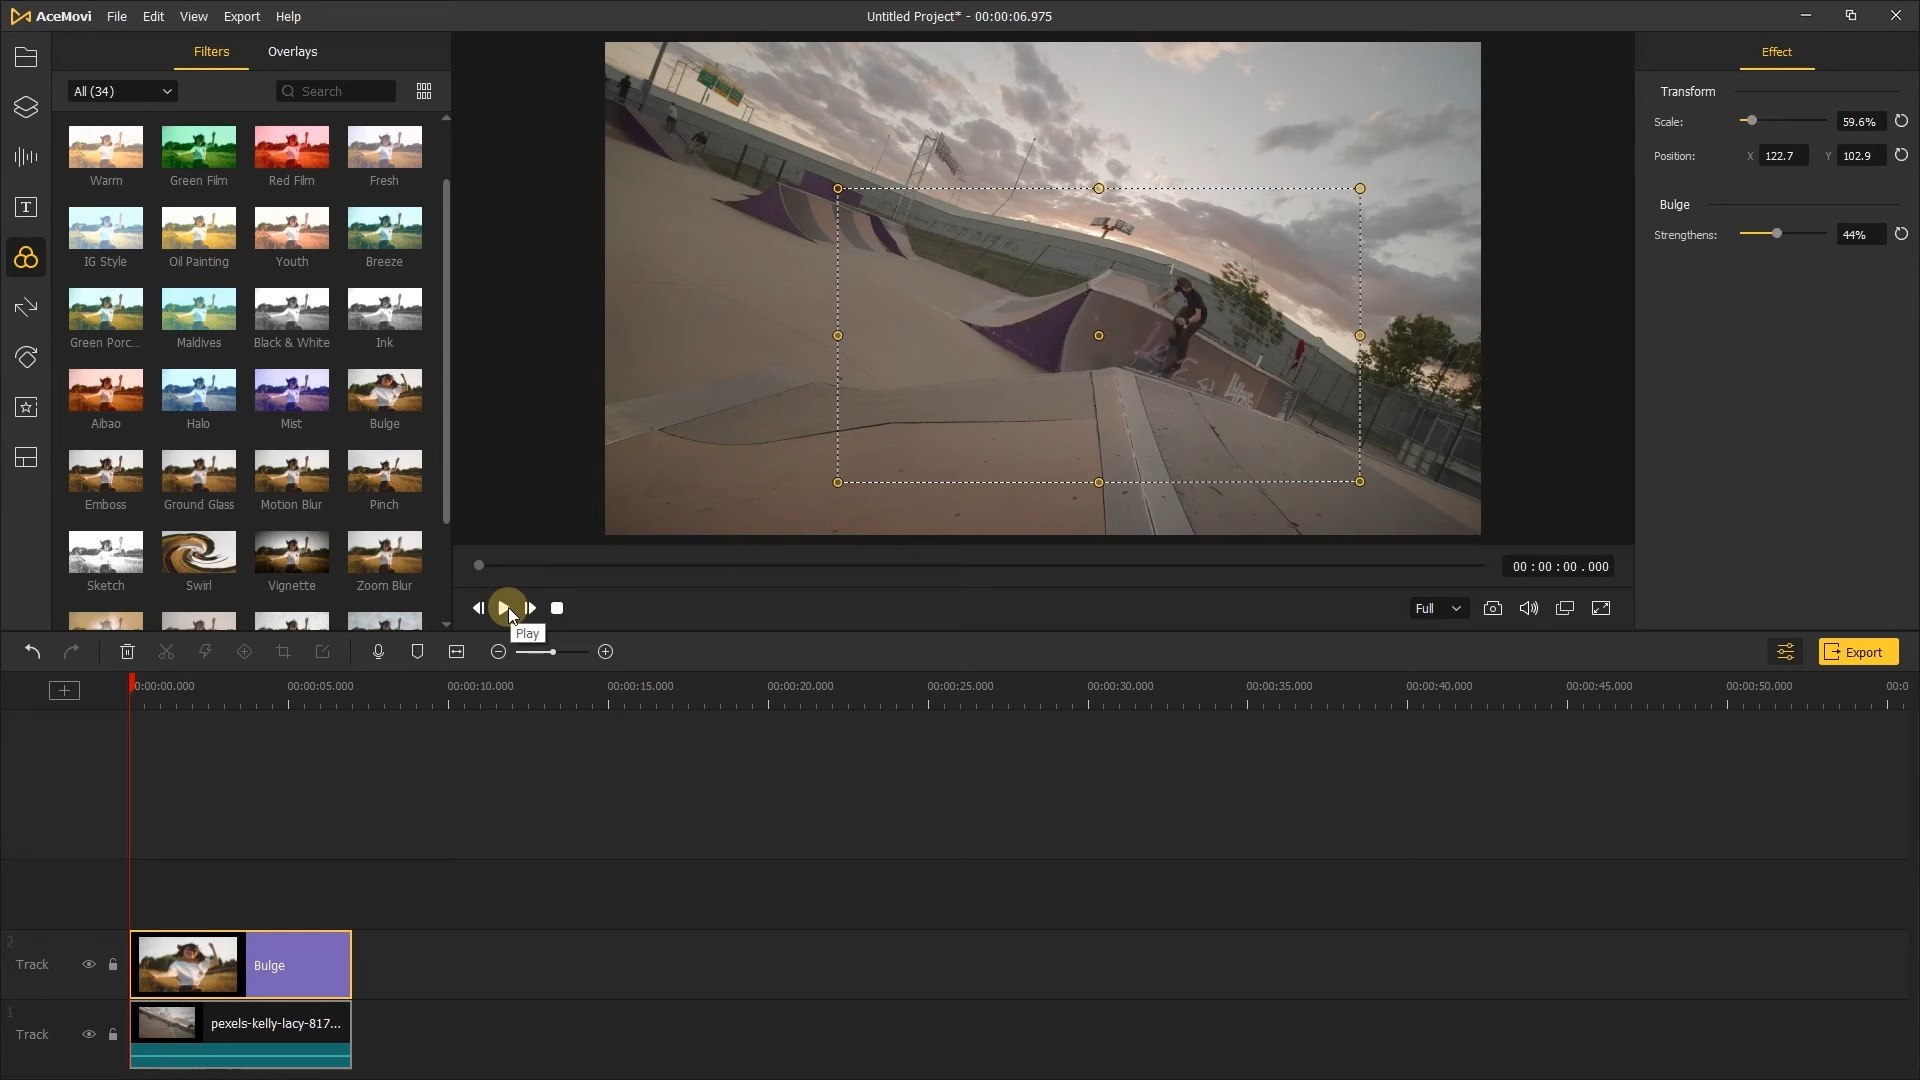 AceMovi File Edit View Export Help
Untitled Project* - 00:00:06.975
Filters Overlays
All (34) Search
Warm Green Film Red Film Fresh
IG Style Oil Painting Youth Breeze
Green Porc... Maldives Black & White Ink
Aibao Halo Mist Bulge
Emboss Ground Glass Motion Blur Pinch
Sketch Swirl Vignette Zoom Blur
Effect
Transform
Scale: 59.6%
Position: X 122.7 Y 102.9
Bulge
Strengthens: 44%
00 : 00 : 00 .000
Full
Play
Export
0:00:00.000 00:00:05.000 00:00:10.000 00:00:15.000 00:00:20.000 00:00:25.000 00:00:30.000 00:00:35.000 00:00:40.000 00:00:45.000 00:00:50.000 00:0
2
Track
Bulge
1
Track
pexels-kelly-lacy-817...